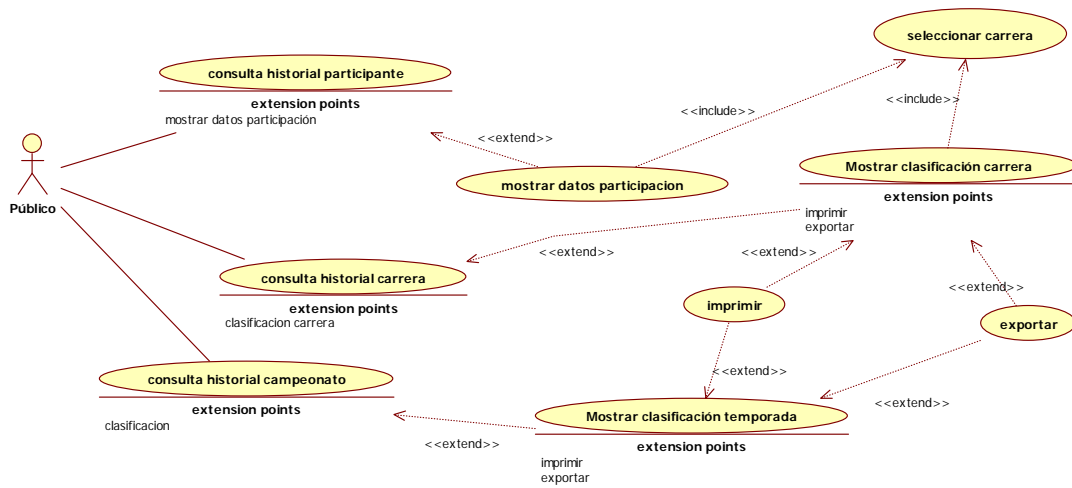 seleccionar carrera
consulta historial participante
extension points
mostrar datos participación
<<include>>
<<include>>
<<extend>>
Mostrar clasificación carrera
extension points
mostrar datos participacion
Público
imprimir
exportar
<<extend>>
<<extend>>
consulta historial carrera
extension points
clasificacion carrera
<<extend>>
imprimir
exportar
consulta historial campeonato
extension points
clasificacion
<<extend>>
<<extend>>
Mostrar clasificación temporada
extension points
<<extend>>
imprimir
exportar